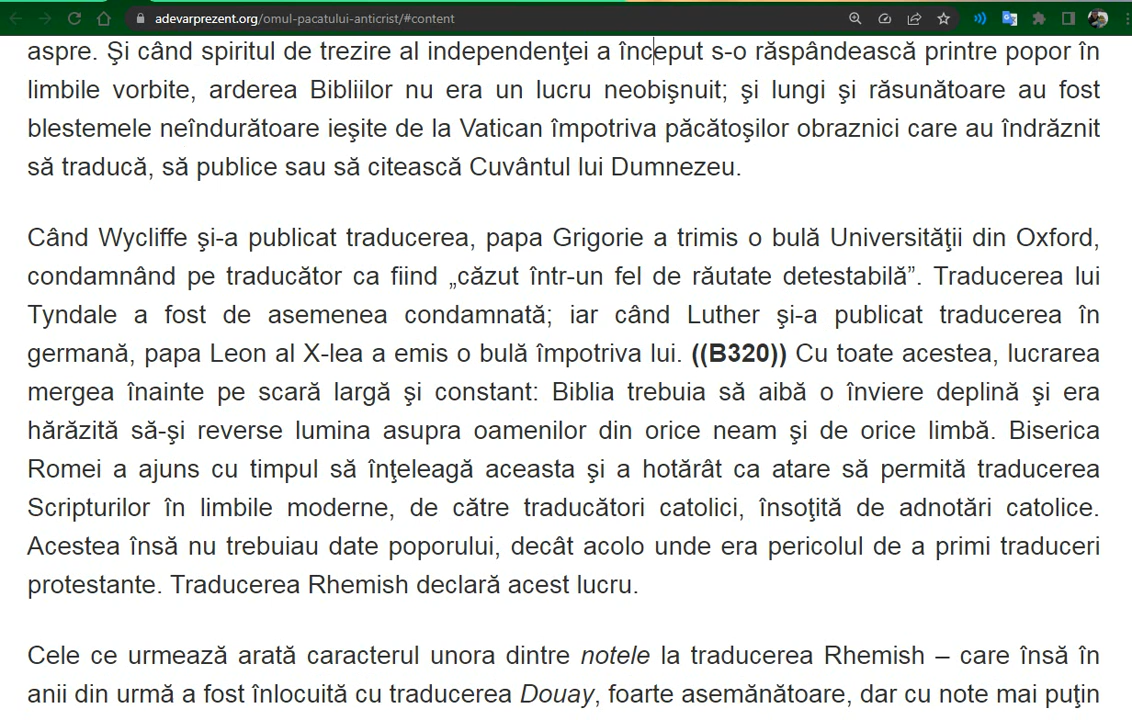 adevarprezent.org/omul-pacatului-anticrist/#content
aspre. Şi când spiritul de trezire al independenţei a început s-o răspândească printre popor în
limbile vorbite, arderea Bibliilor nu era un lucru neobişnuit; şi lungi şi răsunătoare au fost
blestemele neîndurătoare ieşite de la Vatican împotriva păcătoşilor obraznici care au îndrăznit
să traducă, să publice sau să citească Cuvântul lui Dumnezeu.
Când Wycliffe şi-a publicat traducerea, papa Grigorie a trimis o bulă Universităţii din Oxford,
condamnând pe traducător ca fiind „căzut într-un fel de răutate detestabilă”. Traducerea lui
Tyndale a fost de asemenea condamnată; iar când Luther şi-a publicat traducerea în
germană, papa Leon al X-lea a emis o bulă împotriva lui. ((B320)) Cu toate acestea, lucrarea
mergea înainte pe scară largă şi constant: Biblia trebuia să aibă o înviere deplină şi era
hărăzită să-şi reverse lumina asupra oamenilor din orice neam şi de orice limbă. Biserica
Romei a ajuns cu timpul să înţeleagă aceasta şi a hotărât ca atare să permită traducerea
Scripturilor în limbile moderne, de către traducători catolici, însoţită de adnotări catolice.
Acestea însă nu trebuiau date poporului, decât acolo unde era pericolul de a primi traduceri
protestante. Traducerea Rhemish declară acest lucru.
Cele ce urmează arată caracterul unora dintre notele la traducerea Rhemish – care însă în
anii din urmă a fost înlocuită cu traducerea Douay, foarte asemănătoare, dar cu note mai puţin